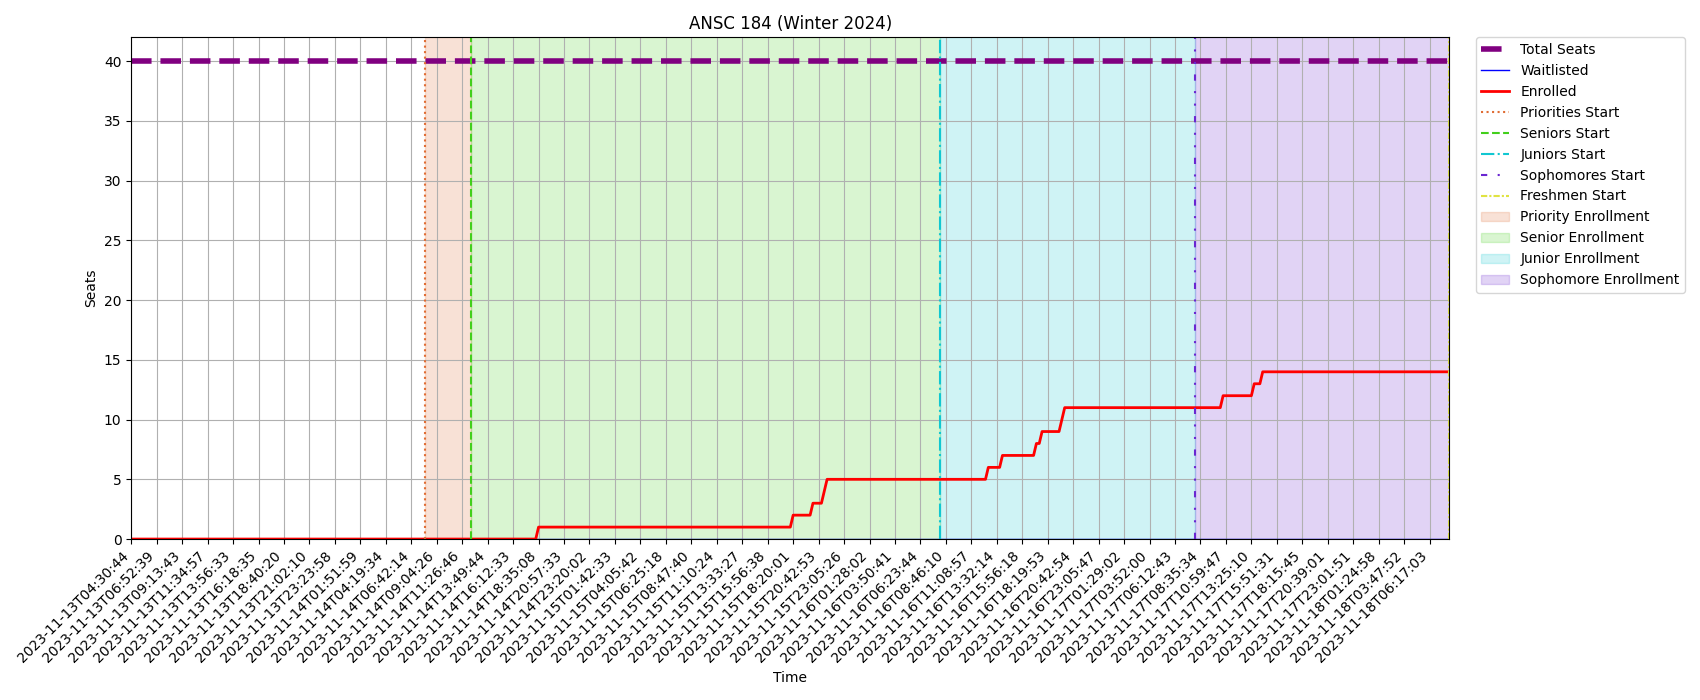 ANSC 184 (Winter 2024)
Seats
40
35
30
25
20
15
10
5
0
2023-11-13T04:30:44
2023-11-13T06:52:39
2023-11-13T09:13:43
2023-11-13T11:34:57
2023-11-13T13:56:33
2023-11-13T16:18:35
2023-11-13T18:40:20
2023-11-13T21:02:10
2023-11-13T23:23:58
2023-11-14T01:51:59
2023-11-14T04:19:34
2023-11-14T06:42:14
2023-11-14T09:04:26
2023-11-14T11:26:46
2023-11-14T13:49:44
2023-11-14T16:12:33
2023-11-14T18:35:08
2023-11-14T20:57:33
2023-11-14T23:20:02
2023-11-15T01:42:33
2023-11-15T04:05:42
2023-11-15T06:25:18
2023-11-15T08:47:40
2023-11-15T11:10:24
2023-11-15T13:33:27
2023-11-15T15:56:38
2023-11-15T18:20:01
2023-11-15T20:42:53
2023-11-15T23:05:26
2023-11-16T01:28:02
2023-11-16T03:50:41
2023-11-16T06:23:44
2023-11-16T08:46:10
2023-11-16T11:08:57
2023-11-16T13:32:14
2023-11-16T15:56:18
2023-11-16T18:19:53
2023-11-16T20:42:54
2023-11-16T23:05:47
2023-11-17T01:29:02
2023-11-17T03:52:00
2023-11-17T06:12:43
2023-11-17T08:35:34
2023-11-17T10:59:47
2023-11-17T13:25:10
2023-11-17T15:51:31
2023-11-17T18:15:45
2023-11-17T20:39:01
2023-11-17T23:01:51
2023-11-18T01:24:58
2023-11-18T03:47:52
2023-11-18T06:17:03
Time
Total Seats
Waitlisted
Enrolled
Priorities Start
Seniors Start
Juniors Start
Sophomores Start
Freshmen Start
Priority Enrollment
Senior Enrollment
Junior Enrollment
Sophomore Enrollment